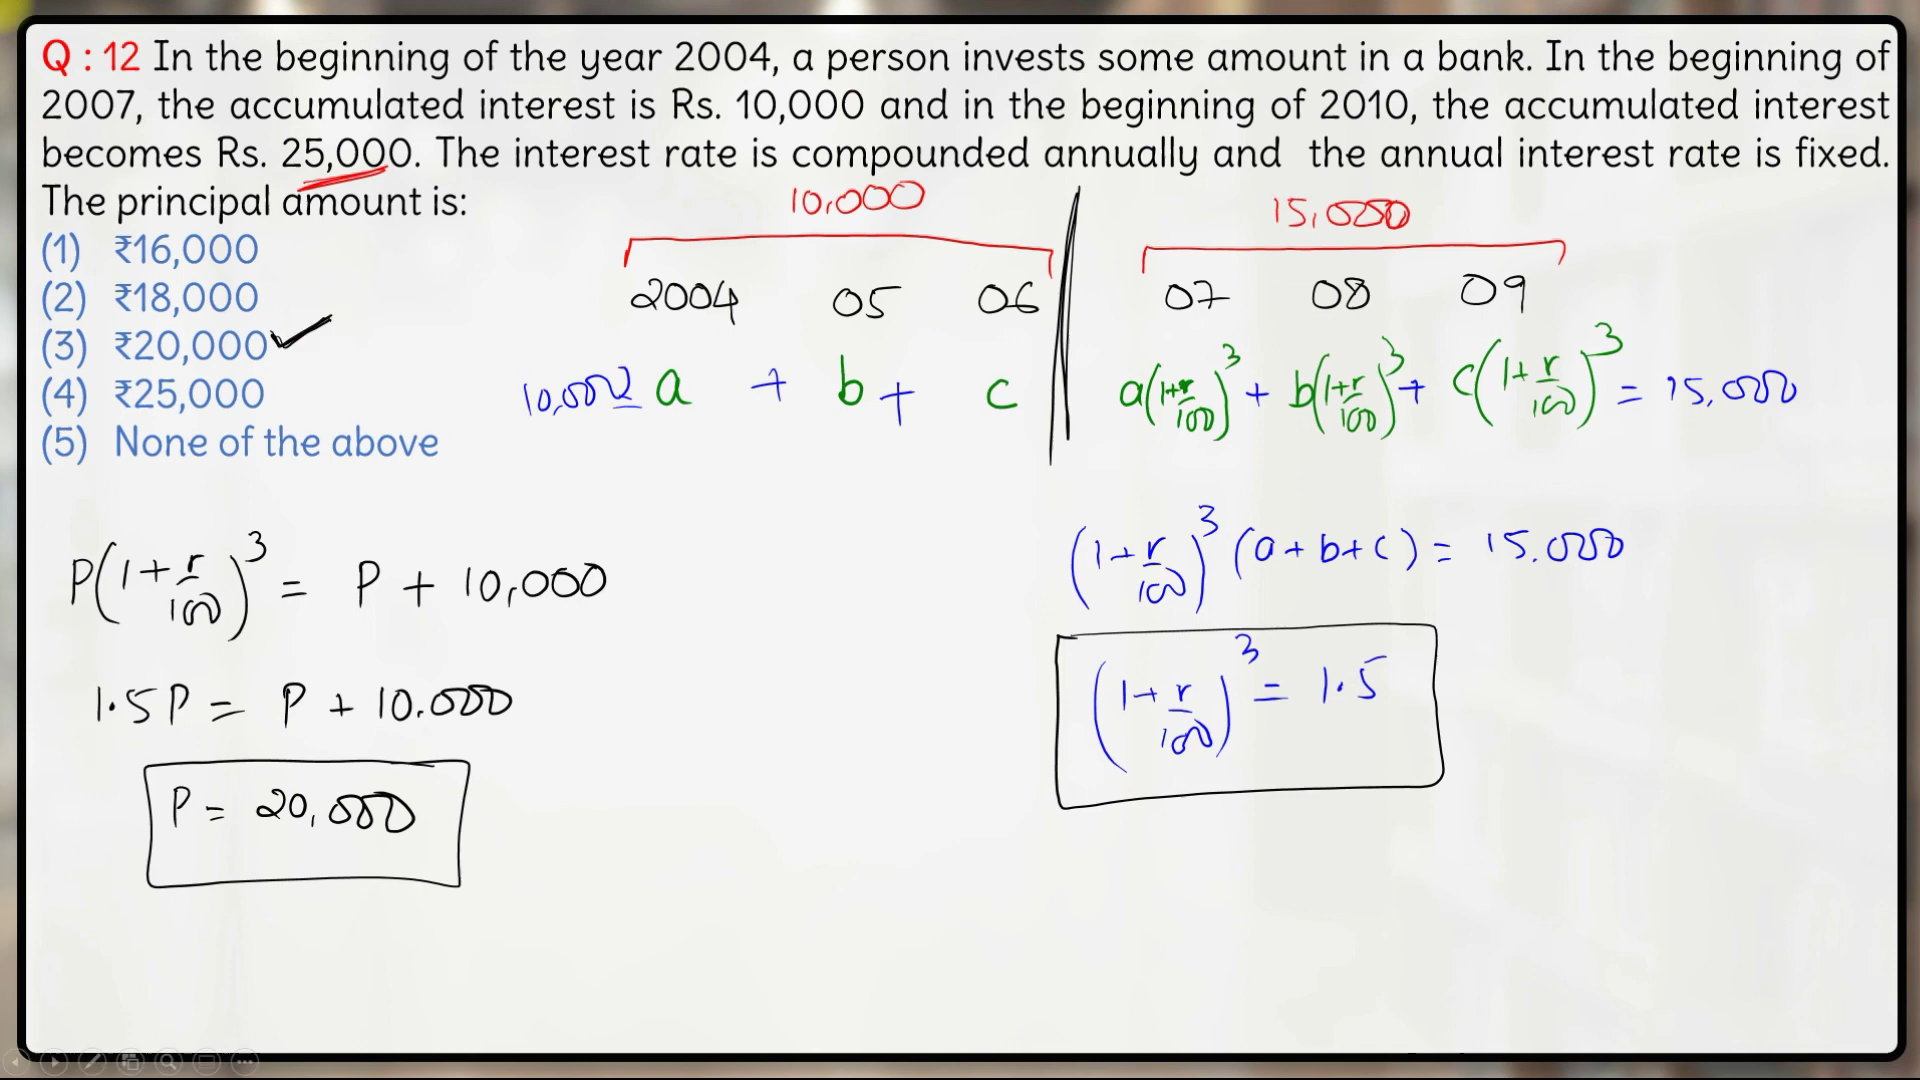 Q : 12 In the beginning of the year 2004, a person invests some amount in a bank. In the beginning of
2007, the accumulated interest is Rs. 10,000 and in the beginning of 2010, the accumulated interest
becomes Rs. 25,000. The interest rate is compounded annually and the annual interest rate is fixed.
The principal amount is:
(1) ₹16,000
(2) ₹18,000
(3) ₹20,000✓
(4) ₹25,000
(5) None of the above
10,000 15,000
2004 05 06 07 08 09
10,000 = a + b + c a(1+r/100)^3 + b(1+r/100)^3 + c(1+r/100)^3 = 15,000
(1+r/100)^3 (a+b+c) = 15.000
(1+r/100)^3 = 1.5
P(1+r/100)^3 = P + 10,000
1.5P = P + 10.000
P = 20,000